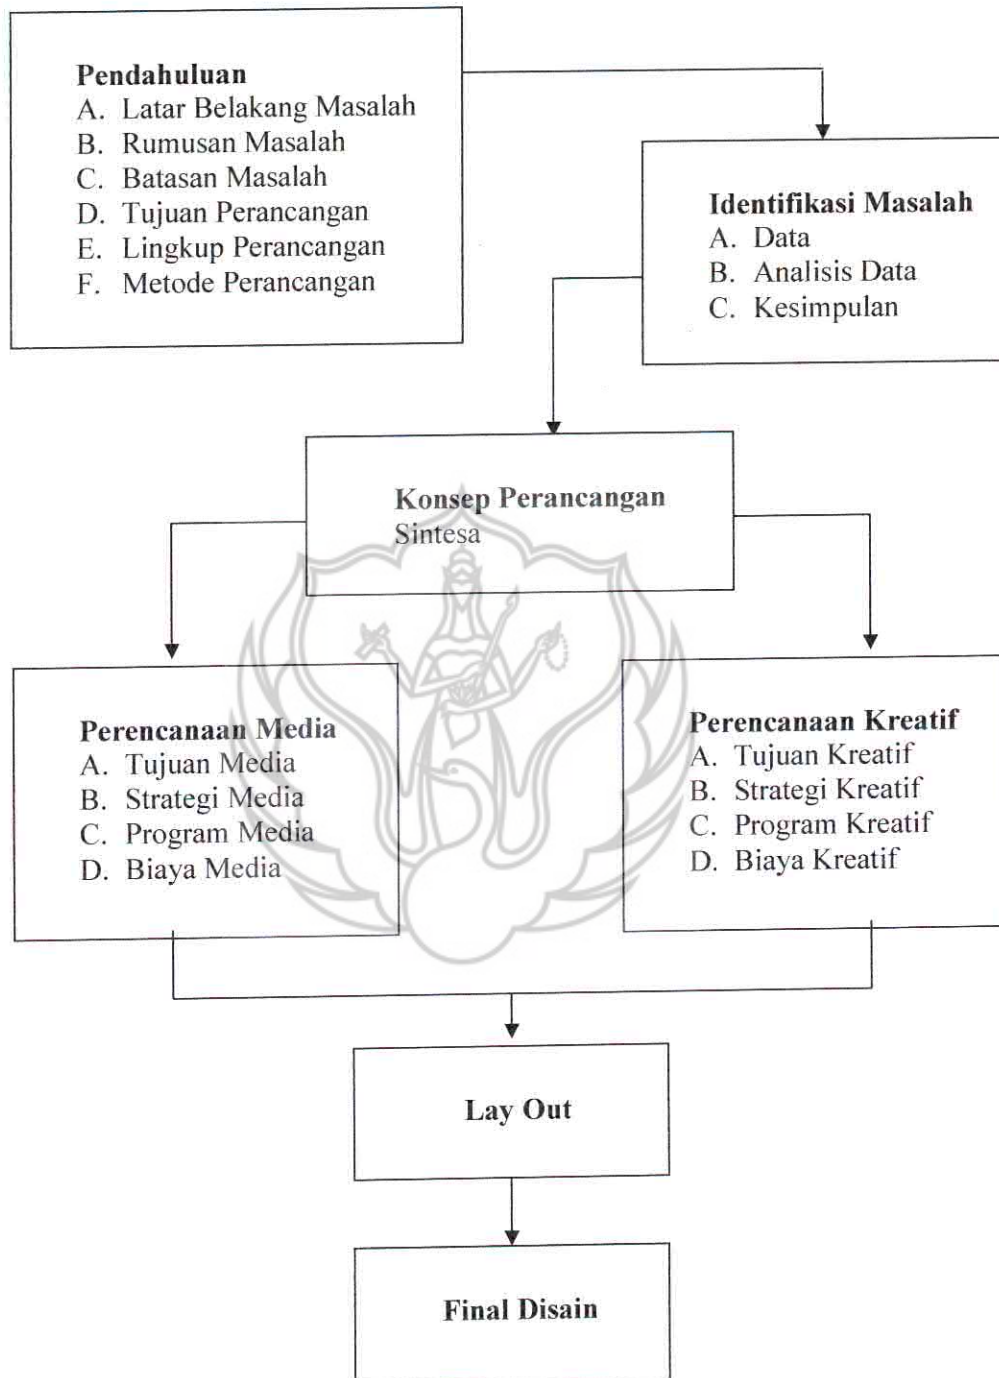 Pendahuluan
A. Latar Belakang Masalah
B. Rumusan Masalah
C. Batasan Masalah
D. Tujuan Perancangan
E. Lingkup Perancangan
F. Metode Perancangan
Identifikasi Masalah
A. Data
B. Analisis Data
C. Kesimpulan
Konsep Perancangan
Sintesa
Perencanaan Media
A. Tujuan Media
B. Strategi Media
C. Program Media
D. Biaya Media
Perencanaan Kreatif
A. Tujuan Kreatif
B. Strategi Kreatif
C. Program Kreatif
D. Biaya Kreatif
Lay Out
Final Disain